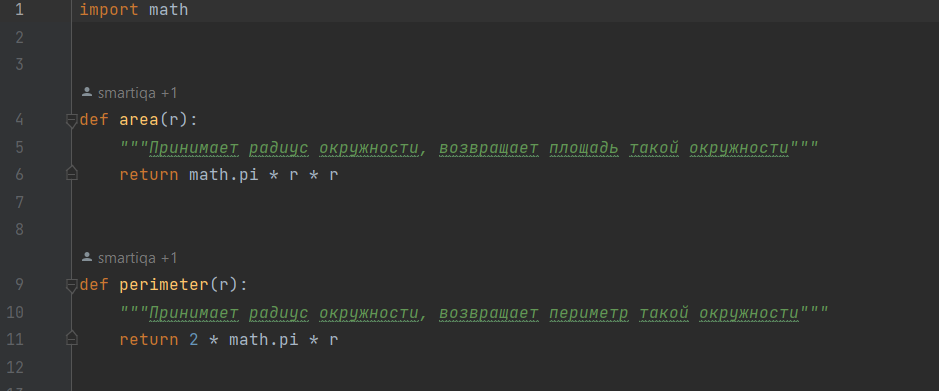 1 import math
2
3
smartiqa +1
4 def area(r):
5 """Принимает радиус окружности, возвращает площадь такой окружности"""
6 return math.pi * r * r
7
8
smartiqa +1
9 def perimeter(r):
10 """Принимает радиус окружности, возвращает периметр такой окружности"""
11 return 2 * math.pi * r
12